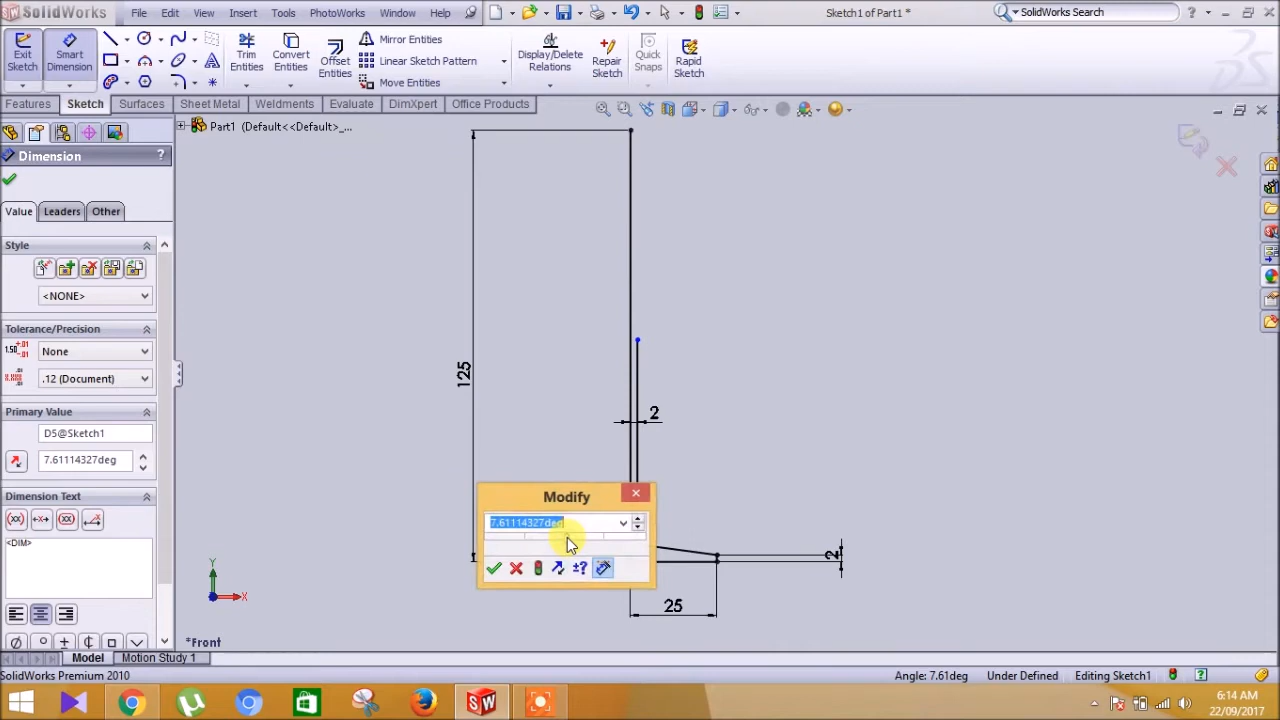 SolidWorks File Edit View Insert Tools PhotoWorks Window Help Sketch1 of Part1 * SolidWorks Search
Exit Sketch
Smart Dimension
Trim Entities
Convert Entities
Offset Entities
Mirror Entities
Linear Sketch Pattern
Move Entities
Display/Delete Relations
Repair Sketch
Quick Snaps
Rapid Sketch
Features Sketch Surfaces Sheet Metal Weldments Evaluate DimXpert Office Products
Part1 (Default<<Default>_...
Dimension ?
Value Leaders Other
Style
<NONE>
Tolerance/Precision
None
.12 (Document)
Primary Value
D5@Sketch1
7.61114327deg
Dimension Text
<DIM>
125
2
Modify
7.61114327deg
2
25
Y
X
*Front
Model Motion Study 1
SolidWorks Premium 2010 Angle: 7.61deg Under Defined Editing Sketch1
6:14 AM
22/09/2017